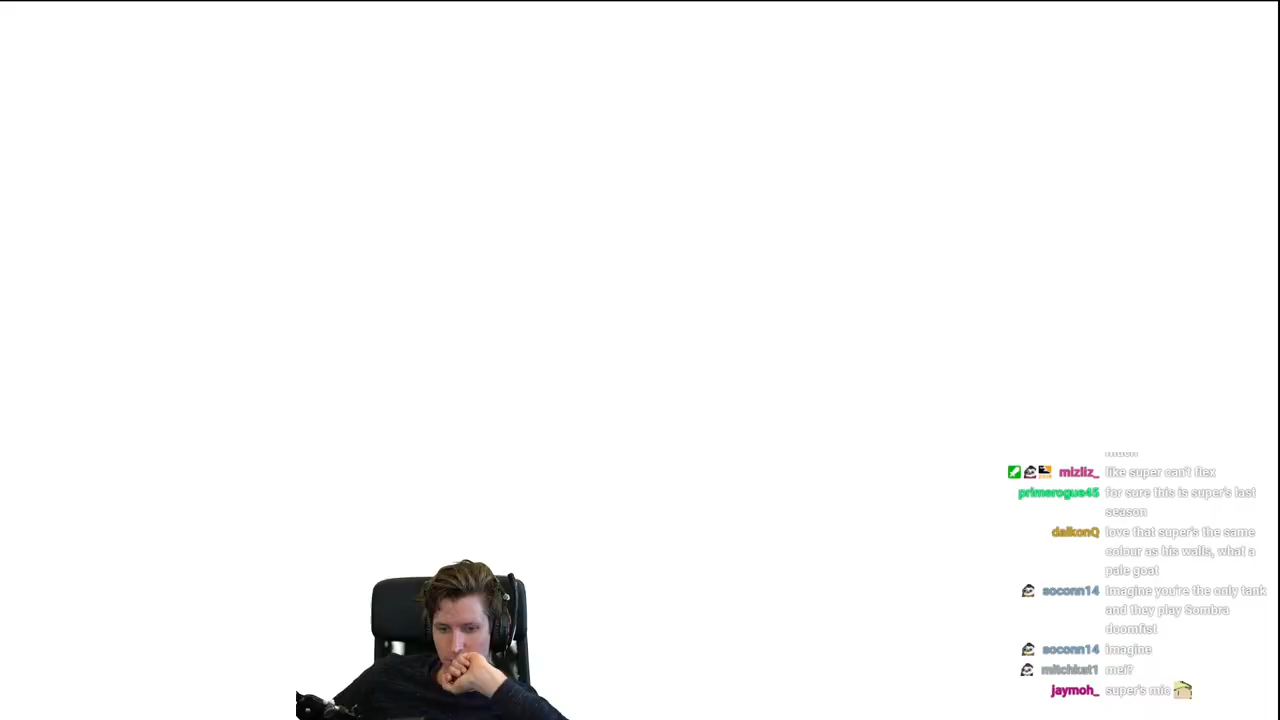 mizliz_ like super can't flex
primerogue45 for sure this is super's last
season
daikonQ love that super's the same
colour as his walls, what a
pale goat
soconn14 Imagine you're the only tank
and they play Sombra
doomfist
soconn14 imagine
mitchkat1 mei?
jaymoh_ super's mic